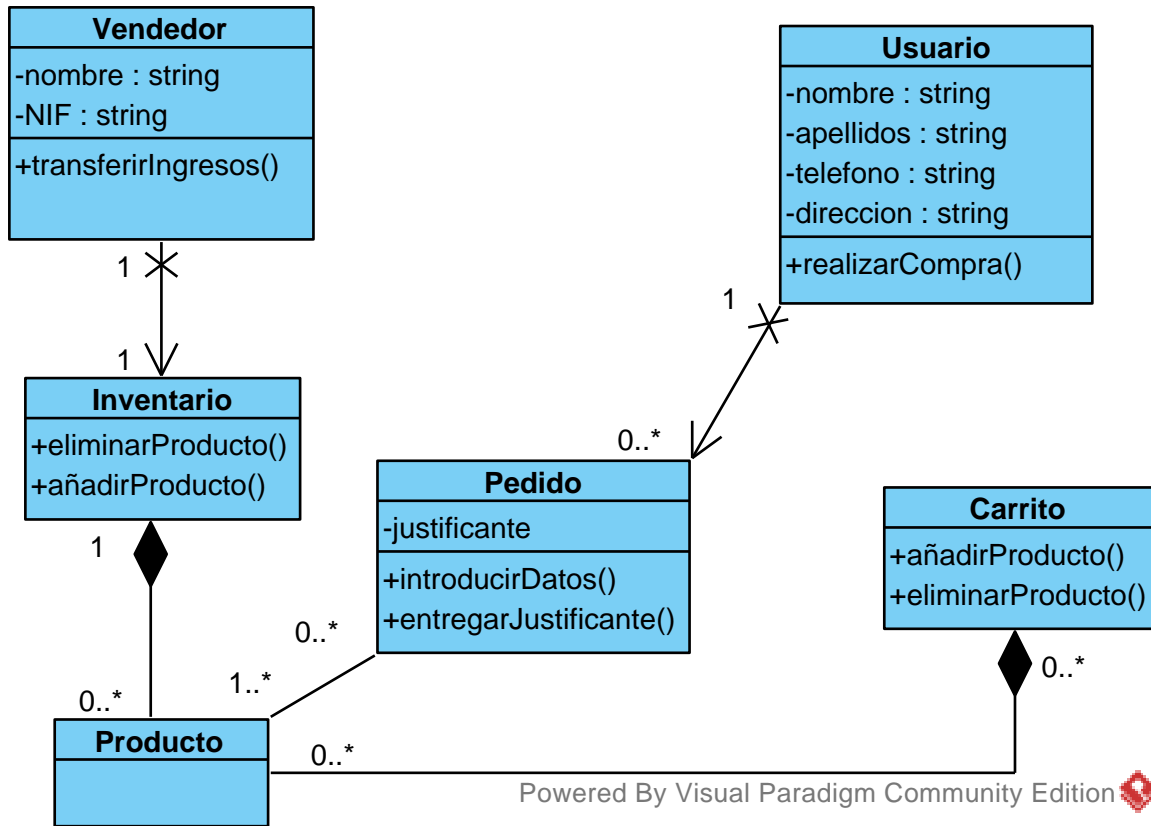 Vendedor
-nombre : string
-NIF : string
+transferirIngresos()
Usuario
-nombre : string
-apellidos : string
-telefono : string
-direccion : string
+realizarCompra()
1
1
1
0..*
Inventario
+eliminarProducto()
+añadirProducto()
Pedido
-justificante
+introducirDatos()
+entregarJustificante()
Carrito
+añadirProducto()
+eliminarProducto()
1
0..*
0..*
1..*
0..*
0..*
Producto
Powered By Visual Paradigm Community Edition